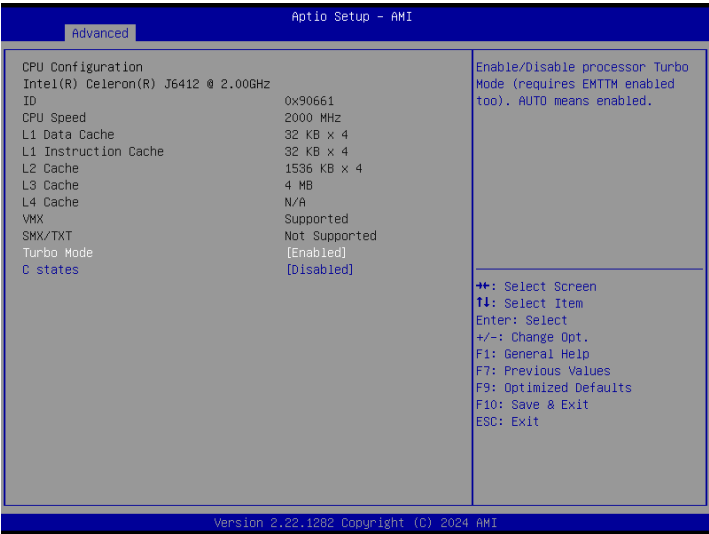 Aptio Setup - AMI
Advanced
CPU Configuration
Intel(R) Celeron(R) J6412 @ 2.00GHz
ID 0x90661
CPU Speed 2000 MHz
L1 Data Cache 32 KB x 4
L1 Instruction Cache 32 KB x 4
L2 Cache 1536 KB x 4
L3 Cache 4 MB
L4 Cache N/A
VMX Supported
SMX/TXT Not Supported
Turbo Mode [Enabled]
C states [Disabled]
Enable/Disable processor Turbo
Mode (requires EMTTM enabled
too). AUTO means enabled.
→←: Select Screen
↑↓: Select Item
Enter: Select
+/-: Change Opt.
F1: General Help
F7: Previous Values
F9: Optimized Defaults
F10: Save & Exit
ESC: Exit
Version 2.22.1282 Copyright (C) 2024 AMI